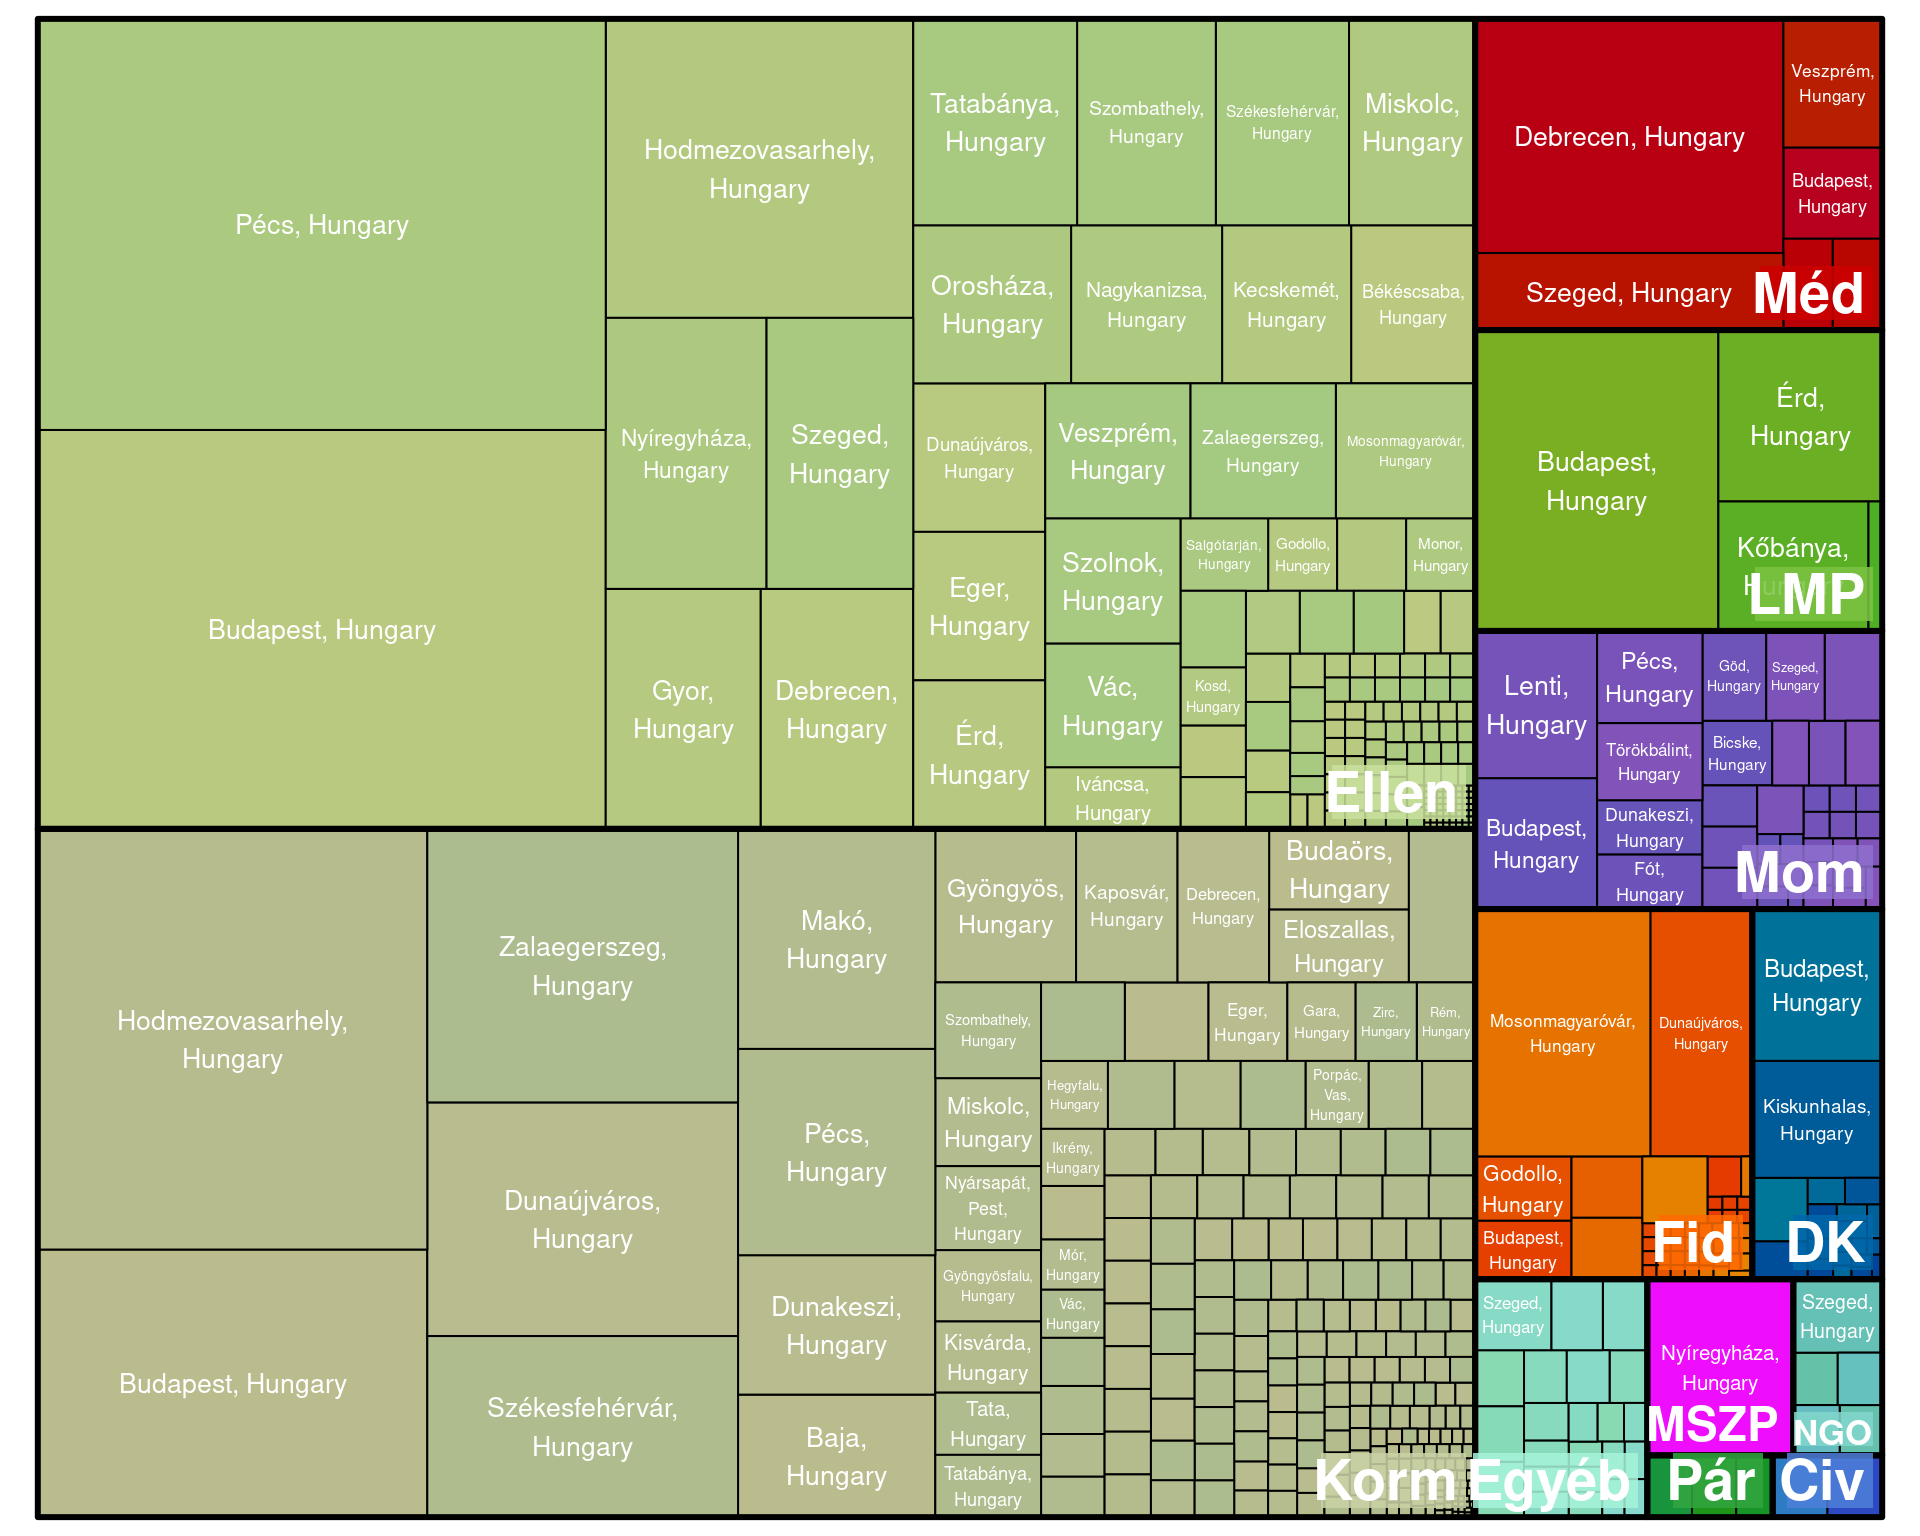 Pécs, Hungary
Budapest, Hungary
Hodmezovasarhely,
Hungary
Nyíregyháza,
Hungary
Szeged,
Hungary
Gyor,
Hungary
Debrecen,
Hungary
Tatabánya,
Hungary
Szombathely,
Hungary
Székesfehérvár,
Hungary
Miskolc,
Hungary
Orosháza,
Hungary
Nagykanizsa,
Hungary
Kecskemét,
Hungary
Békéscsaba,
Hungary
Dunaújváros,
Hungary
Veszprém,
Hungary
Zalaegerszeg,
Hungary
Mosonmagyaróvár,
Hungary
Eger,
Hungary
Érd,
Hungary
Szolnok,
Hungary
Vác,
Hungary
Iváncsa,
Hungary
Salgótarján,
Hungary
Godollo,
Hungary
Monor,
Hungary
Kosd,
Hungary
Ellen
Hodmezovasarhely,
Hungary
Budapest, Hungary
Zalaegerszeg,
Hungary
Dunaújváros,
Hungary
Székesfehérvár,
Hungary
Makó,
Hungary
Pécs,
Hungary
Dunakeszi,
Hungary
Baja,
Hungary
Gyöngyös,
Hungary
Kaposvár,
Hungary
Debrecen,
Hungary
Budaörs,
Hungary
Eloszallas,
Hungary
Szombathely,
Hungary
Miskolc,
Hungary
Nyársapát,
Pest,
Hungary
Gyöngyösfalu,
Hungary
Kisvárda,
Hungary
Tata,
Hungary
Tatabánya,
Hungary
Eger,
Hungary
Gara,
Hungary
Zirc,
Hungary
Rém,
Hungary
Hegyfalu,
Hungary
Porpác,
Vas,
Hungary
Ikrény,
Hungary
Mór,
Hungary
Vác,
Hungary
Korm
Debrecen, Hungary
Veszprém,
Hungary
Budapest,
Hungary
Szeged, Hungary
Méd
Budapest,
Hungary
Érd,
Hungary
Kőbánya,
LMP
Lenti,
Hungary
Budapest,
Hungary
Pécs,
Hungary
Törökbálint,
Hungary
Dunakeszi,
Hungary
Fót,
Hungary
Göd,
Hungary
Szeged,
Hungary
Bicske,
Hungary
Mom
Mosonmagyaróvár,
Hungary
Dunaújváros,
Hungary
Godollo,
Hungary
Budapest,
Hungary
Fid
Budapest,
Hungary
Kiskunhalas,
Hungary
DK
Szeged,
Hungary
Egyéb
Nyíregyháza,
Hungary
MSZP
Szeged,
Hungary
NGO
Pár
Civ